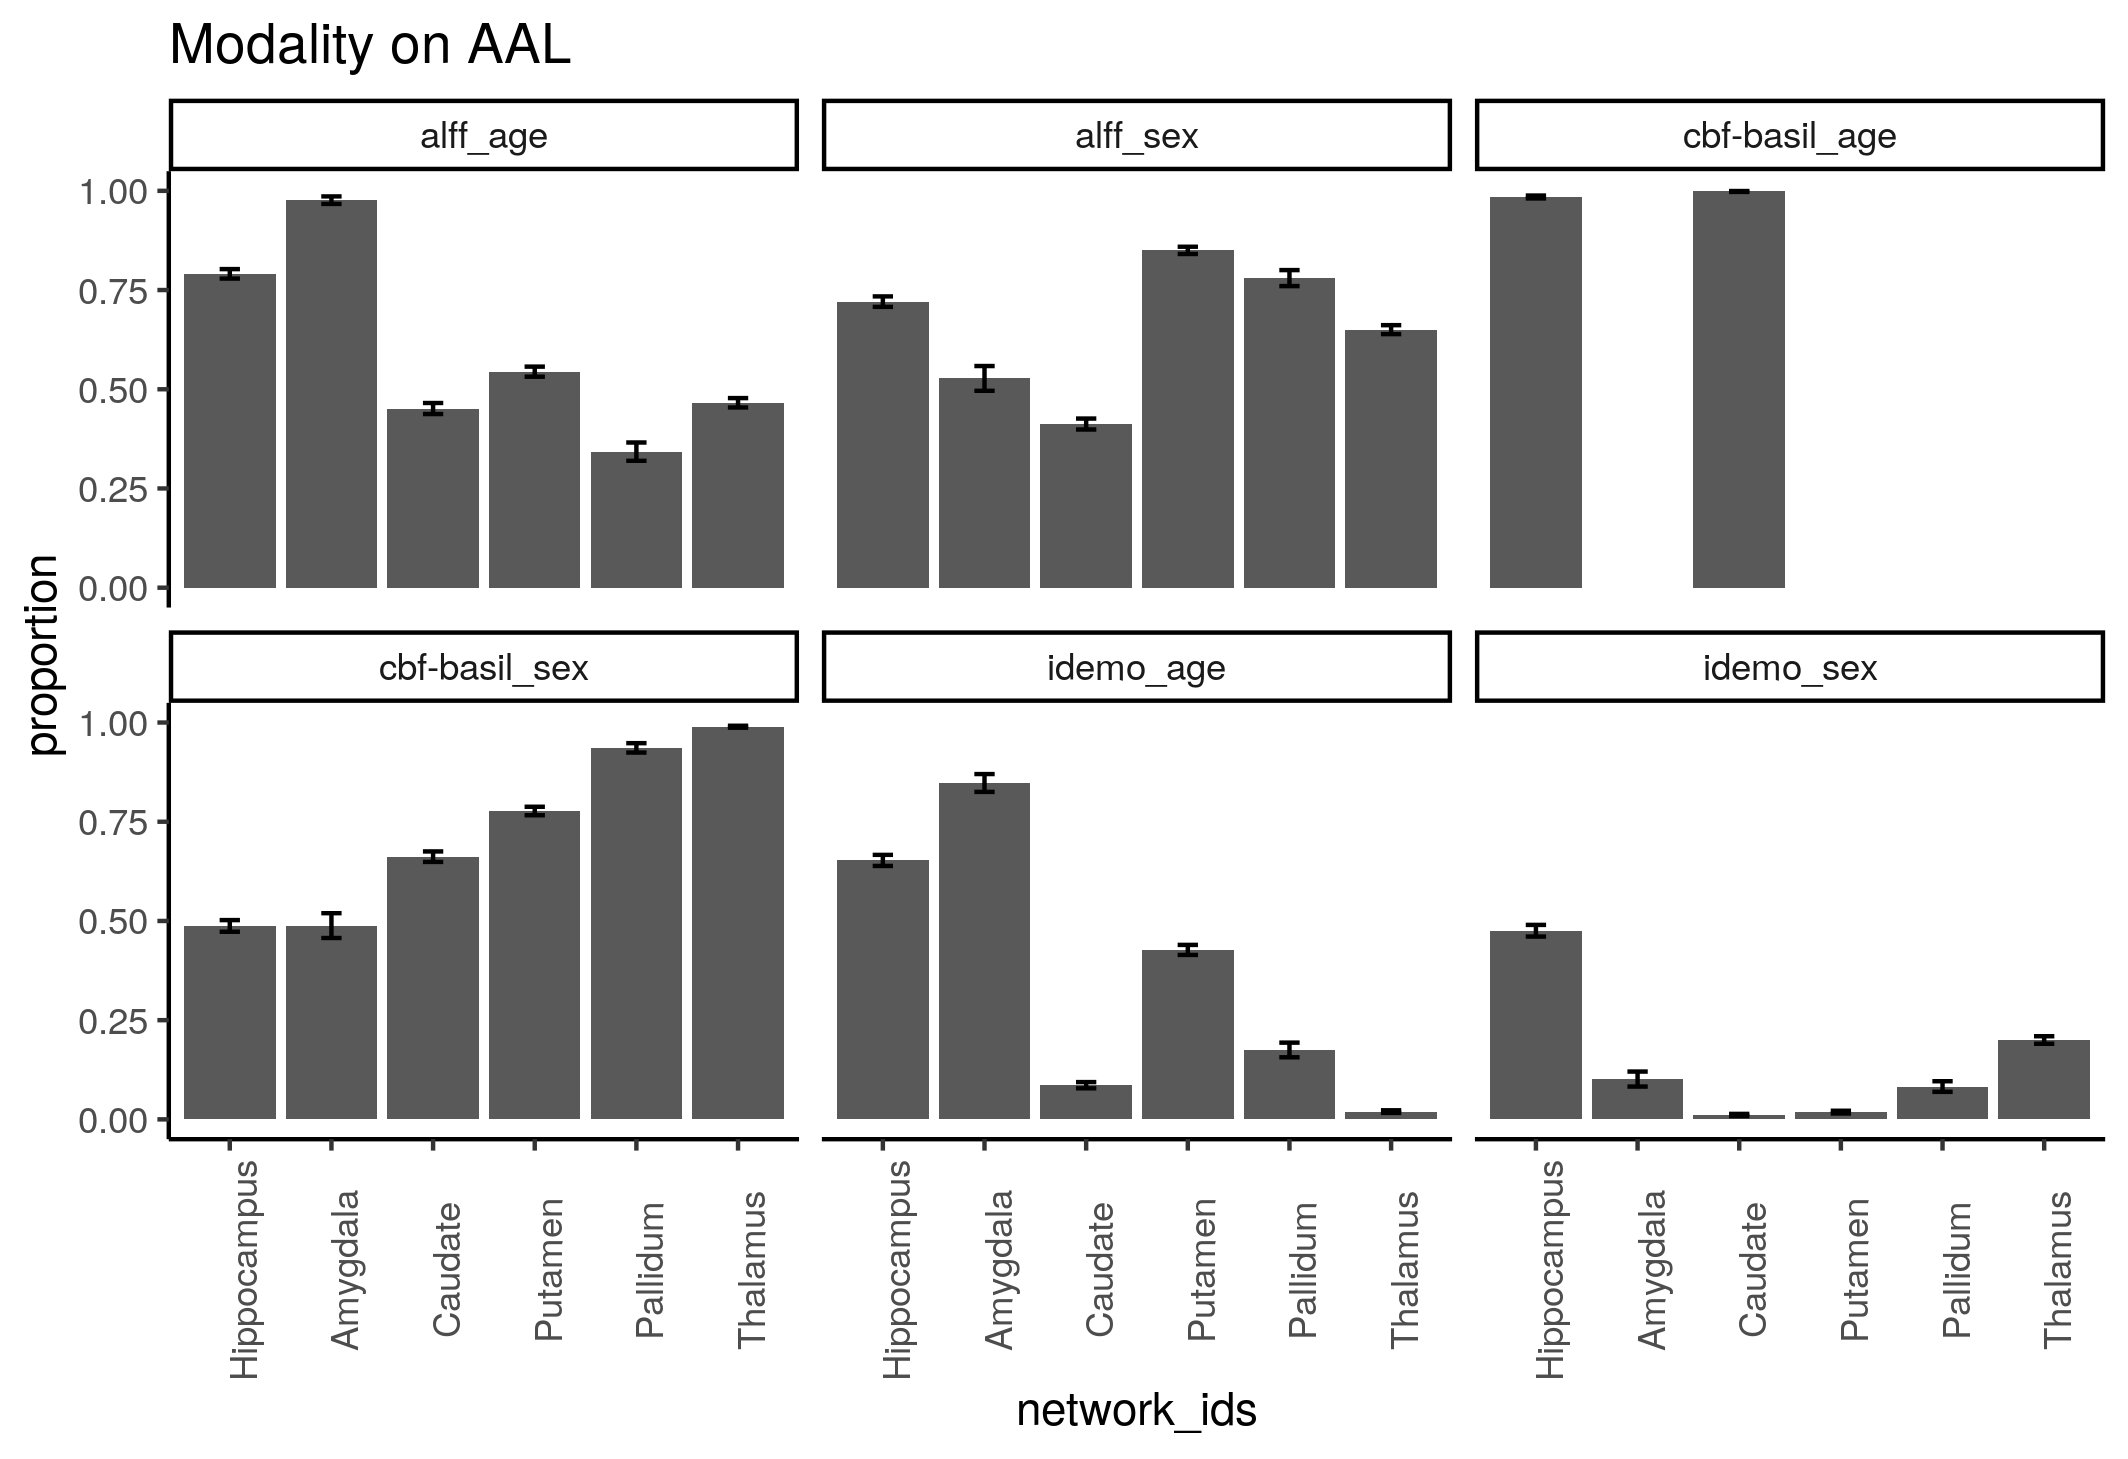 Modality on AAL
alff_age alff_sex cbf-basil_age
1.00
0.75
0.50
0.25
0.00
proportion
cbf-basil_sex idemo_age idemo_sex
1.00
0.75
0.50
0.25
0.00
Hippocampus Amygdala Caudate Putamen Pallidum Thalamus Hippocampus Amygdala Caudate Putamen Pallidum Thalamus Hippocampus Amygdala Caudate Putamen Pallidum Thalamus
network_ids